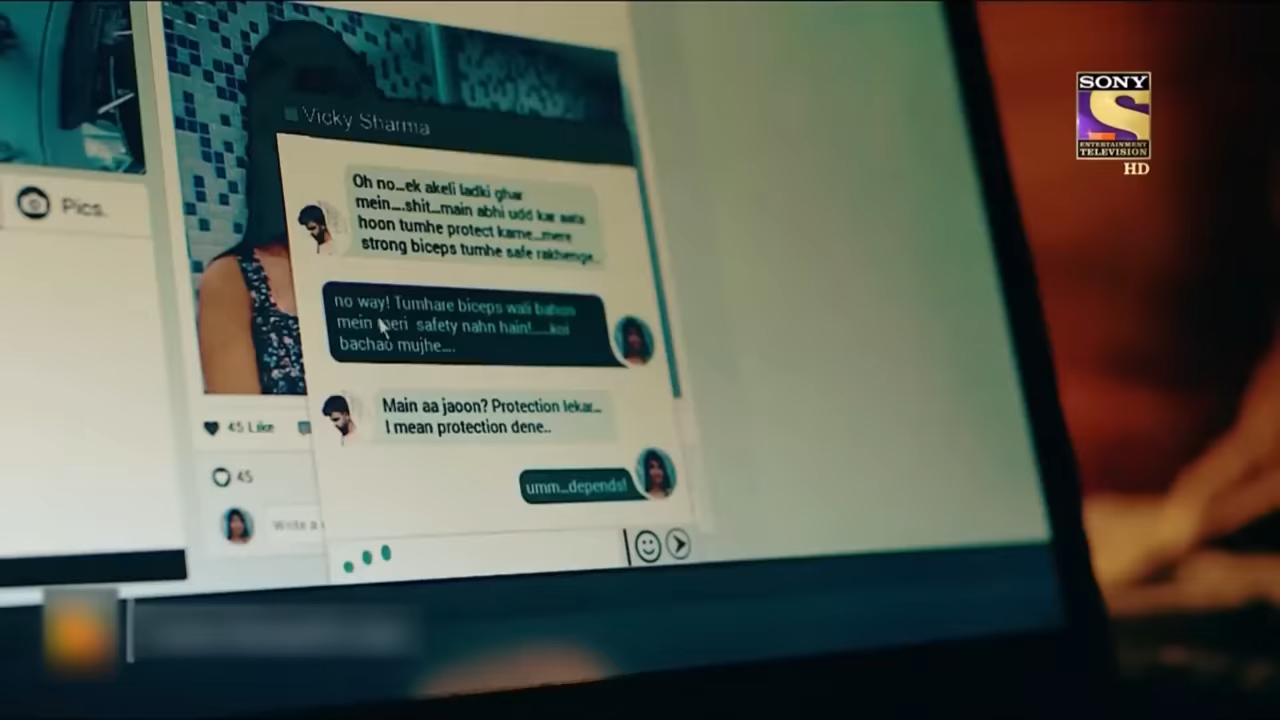 SONY
S
ENTERTAINMENT
TELEVISION
HD
Vicky Sharma
Pics.
Oh no...ek akeli ladki ghar
mein....shit...main abhi udd kar aata
hoon tumhe protect karne...mere
strong biceps tumhe safe rakhenge..
no way! Tumhare biceps wali bahon
mein meri safety nahn hain!.....koi
bachao mujhe....
Main aa jaoon? Protection lekar...
I mean protection dene..
umm...depends!
45 Like
45
Write a